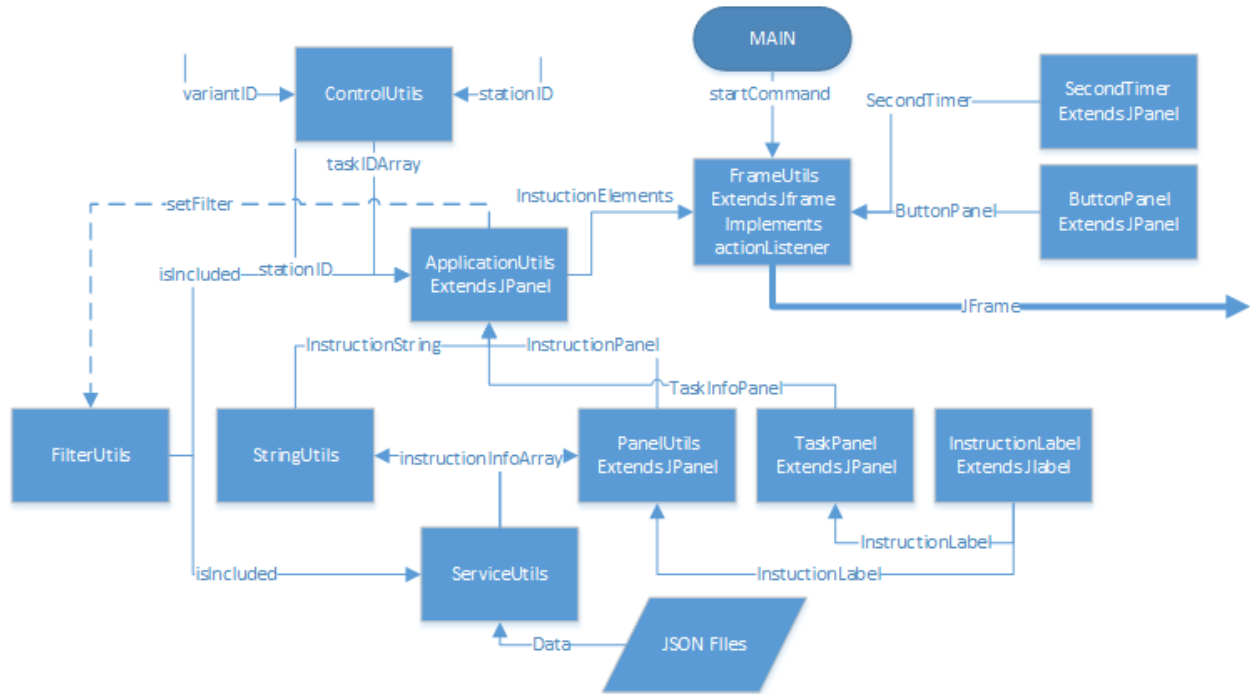 MAIN
variantID
ControlUtils
stationID
startCommand
SecondTimer
SecondTimer
ExtendsJPanel
taskIDArray
FrameUtils
ExtendsJframe
Implements
actionListener
setFilter
InstuctionElements
ButtonPanel
ButtonPanel
ExtendsJPanel
isIncluded
stationID
ApplicationUtils
ExtendsJPanel
JFrame
InstructionString
InstructionPanel
TaskInfoPanel
FilterUtils
StringUtils
instructionInfoArray
PanelUtils
ExtendsJPanel
TaskPanel
ExtendsJPanel
InstructionLabel
ExtendsJlabel
InstructionLabel
isIncluded
ServiceUtils
InstuctionLabel
Data
JSON FIles